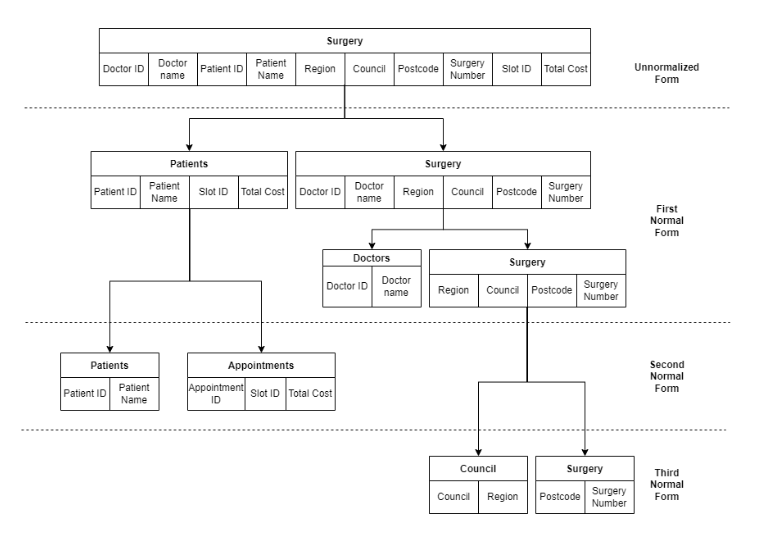 Surgery
Doctor ID Doctor name Patient ID Patient Name Region Council Postcode Surgery Number Slot ID Total Cost
Unnormalized
Form
Patients
Patient ID Patient Name Slot ID Total Cost
Surgery
Doctor ID Doctor name Region Council Postcode Surgery Number
First
Normal
Form
Doctors
Doctor ID Doctor name
Surgery
Region Council Postcode Surgery Number
Patients
Patient ID Patient Name
Appointments
Appointment ID Slot ID Total Cost
Second
Normal
Form
Council
Council Region
Surgery
Postcode Surgery Number
Third
Normal
Form